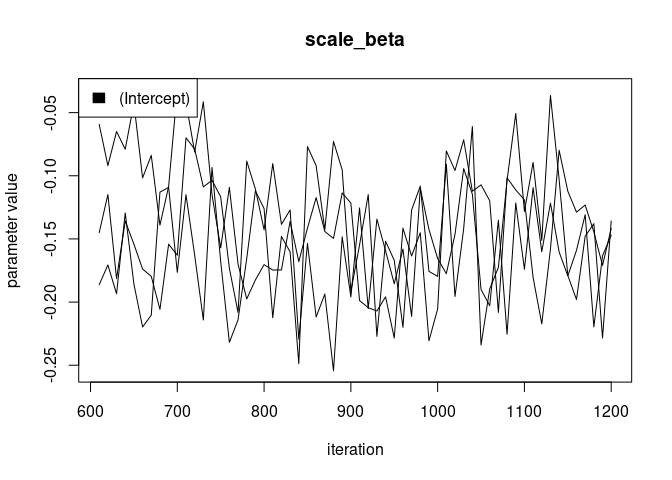 scale_beta
(Intercept)
parameter value
-0.05
-0.10
-0.15
-0.20
-0.25
600 700 800 900 1000 1100 1200
iteration